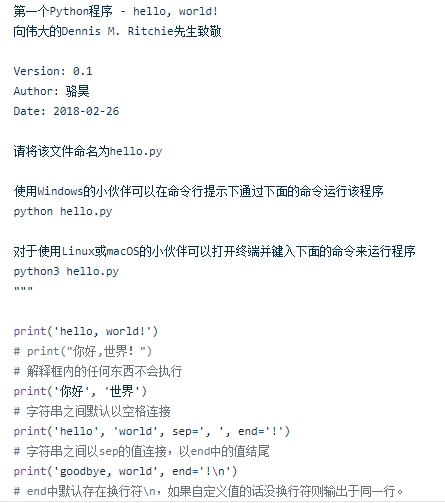 第一个Python程序 - hello, world!
向伟大的Dennis M. Ritchie先生致敬
Version: 0.1
Author: 骆昊
Date: 2018-02-26
请将该文件命名为hello.py
使用Windows的小伙伴可以在命令行提示下通过下面的命令运行该程序
python hello.py
对于使用Linux或macOS的小伙伴可以打开终端并键入下面的命令来运行程序
python3 hello.py
"""
print('hello, world!')
# print("你好,世界！")
# 解释框内的任何东西不会执行
print('你好', '世界')
# 字符串之间默认以空格连接
print('hello', 'world', sep=', ', end='!')
# 字符串之间以sep的值连接，以end中的值结尾
print('goodbye, world', end='!\n')
# end中默认存在换行符\n，如果自定义值的话没换行符则输出于同一行。